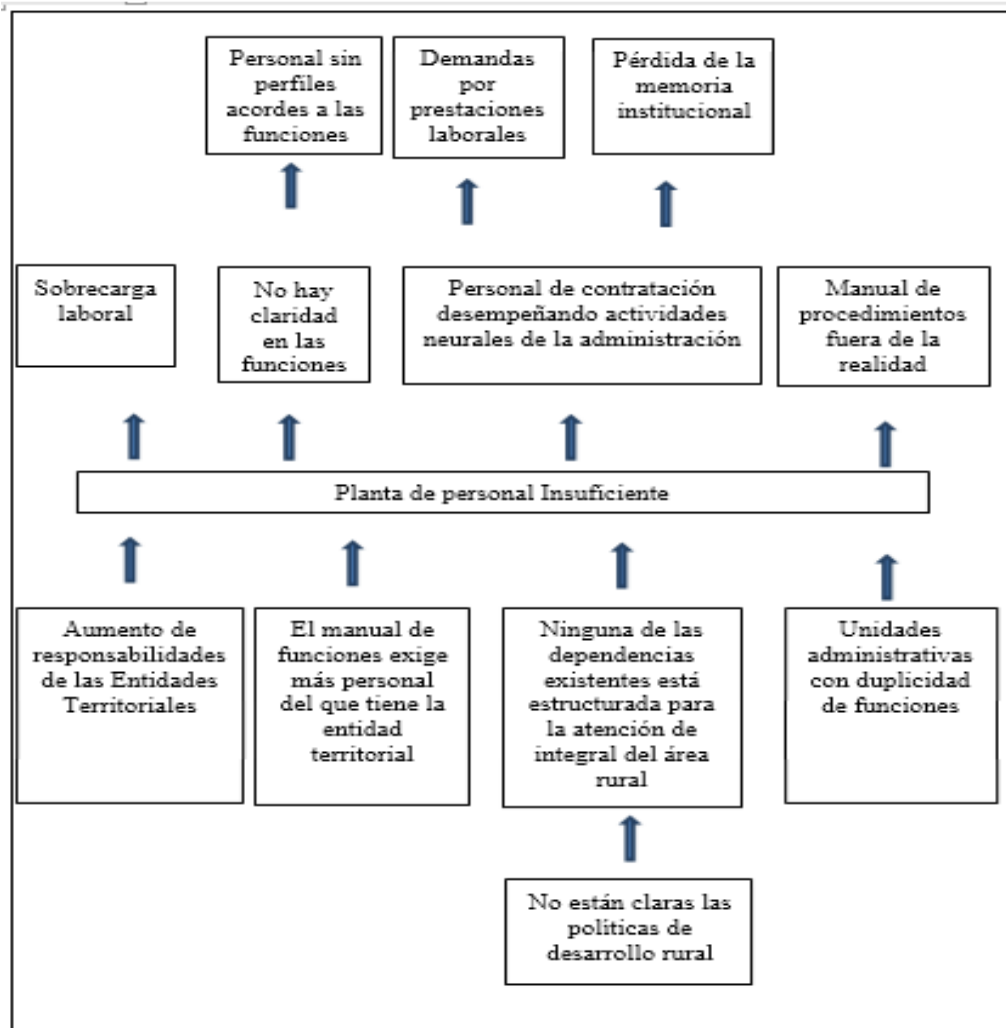 Personal sin
perfiles
acordes a las
funciones
Demandas
por
prestaciones
laborales
Pérdida de la
memoria
institucional
Sobrecarga
laboral
No hay
claridad
en las
funciones
Personal de contratación
desempeñando actividades
neurales de la administración
Manual de
procedimientos
fuera de la
realidad
Planta de personal Insuficiente
Aumento de
responsabilidades
de las Entidades
Territoriales
El manual de
funciones exige
más personal
del que tiene la
entidad
territorial
Ninguna de las
dependencias
existentes está
estructurada para
la atención de
integral del área
rural
Unidades
administrativas
con duplicidad
de funciones
No están claras las
políticas de
desarrollo rural